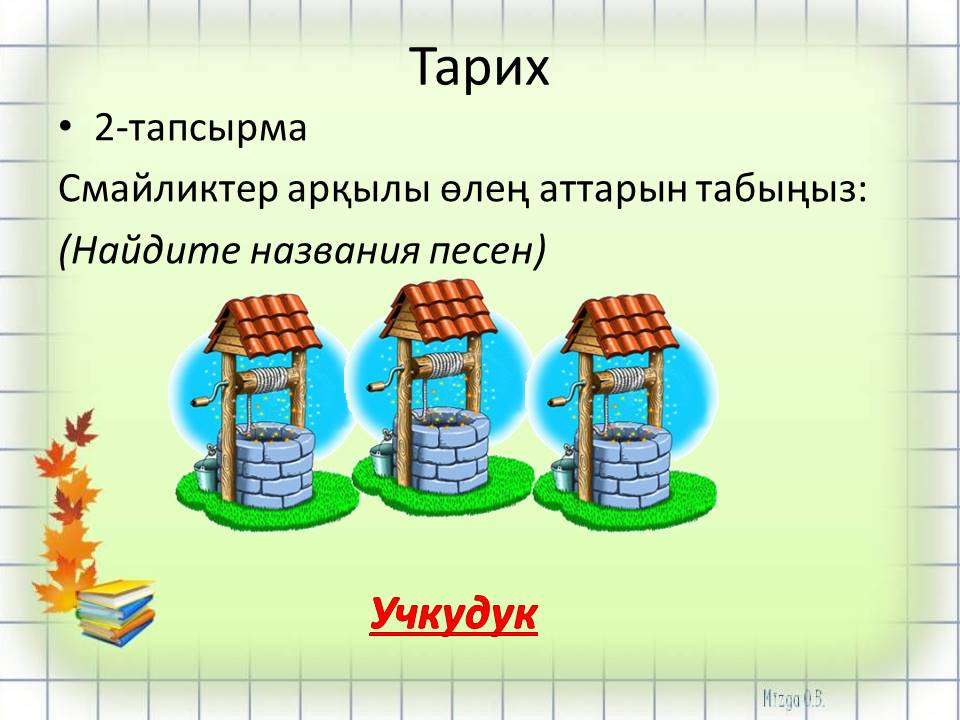 Тарих
• 2-тапсырма
Смайликтер арқылы өлең аттарын табыңыз:
(Найдите названия песен)
Учкудук
Mizga O.B.